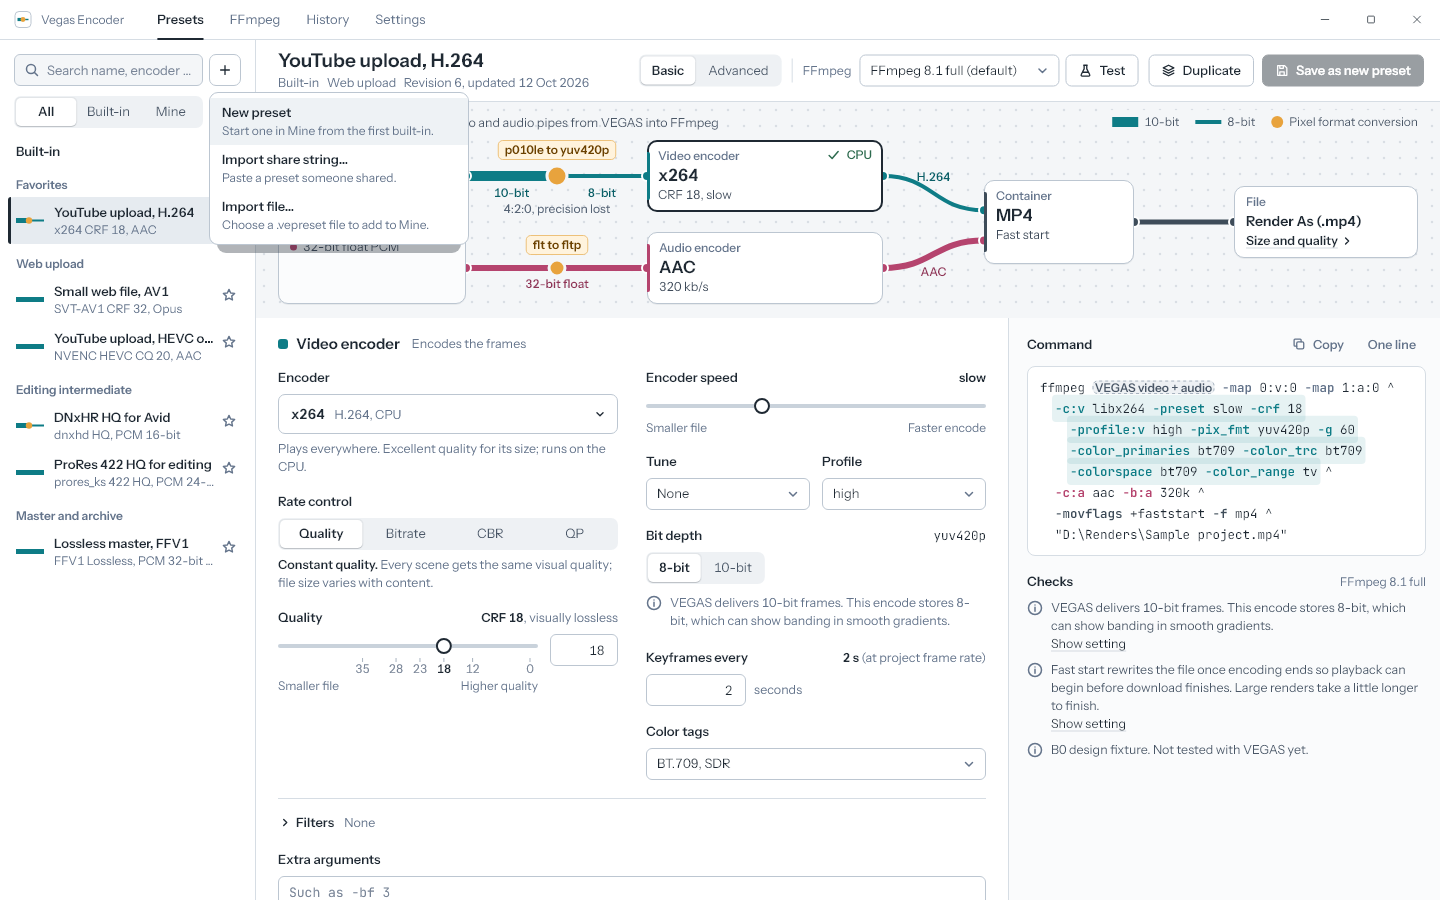 Vegas Encoder
Presets
FFmpeg
History
Settings
Search name, encoder ...
All
Built-in
Mine
Built-in
Favorites
YouTube upload, H.264
x264 CRF 18, AAC
Web upload
Small web file, AV1
SVT-AV1 CRF 32, Opus
YouTube upload, HEVC o...
NVENC HEVC CQ 20, AAC
Editing intermediate
DNxHR HQ for Avid
dnxhd HQ, PCM 16-bit
ProRes 422 HQ for editing
prores_ks 422 HQ, PCM 24-...
Master and archive
Lossless master, FFV1
FFV1 Lossless, PCM 32-bit ...
New preset
Start one in Mine from the first built-in.
Import share string...
Paste a preset someone shared.
Import file...
Choose a .vepreset file to add to Mine.
YouTube upload, H.264
Built-in Web upload Revision 6, updated 12 Oct 2026
Basic
Advanced
FFmpeg
FFmpeg 8.1 full (default)
Test
Duplicate
Save as new preset
o and audio pipes from VEGAS into FFmpeg
10-bit
8-bit
Pixel format conversion
p010le to yuv420p
10-bit
8-bit
4:2:0, precision lost
32-bit float PCM
flt to fltp
32-bit float
Video encoder
CPU
x264
CRF 18, slow
Audio encoder
AAC
320 kb/s
H.264
AAC
Container
MP4
Fast start
File
Render As (.mp4)
Size and quality
Video encoder
Encodes the frames
Encoder
x264 H.264, CPU
Plays everywhere. Excellent quality for its size; runs on the
CPU.
Rate control
Quality
Bitrate
CBR
QP
Constant quality. Every scene gets the same visual quality;
file size varies with content.
Quality
CRF 18, visually lossless
18
35 28 23 18 12 0
Smaller file
Higher quality
Encoder speed
slow
Smaller file
Faster encode
Tune
Profile
None
high
Bit depth
yuv420p
8-bit
10-bit
VEGAS delivers 10-bit frames. This encode stores 8-
bit, which can show banding in smooth gradients.
Keyframes every
2 s (at project frame rate)
2
seconds
Color tags
BT.709, SDR
Filters
None
Extra arguments
Such as -bf 3
Command
Copy
One line
ffmpeg VEGAS video + audio -map 0:v:0 -map 1:a:0 ^
-c:v libx264 -preset slow -crf 18
-profile:v high -pix_fmt yuv420p -g 60
-color_primaries bt709 -color_trc bt709
-colorspace bt709 -color_range tv ^
-c:a aac -b:a 320k ^
-movflags +faststart -f mp4 ^
"D:\Renders\Sample project.mp4"
Checks
FFmpeg 8.1 full
VEGAS delivers 10-bit frames. This encode stores 8-bit, which
can show banding in smooth gradients.
Show setting
Fast start rewrites the file once encoding ends so playback can
begin before download finishes. Large renders take a little longer
to finish.
Show setting
B0 design fixture. Not tested with VEGAS yet.